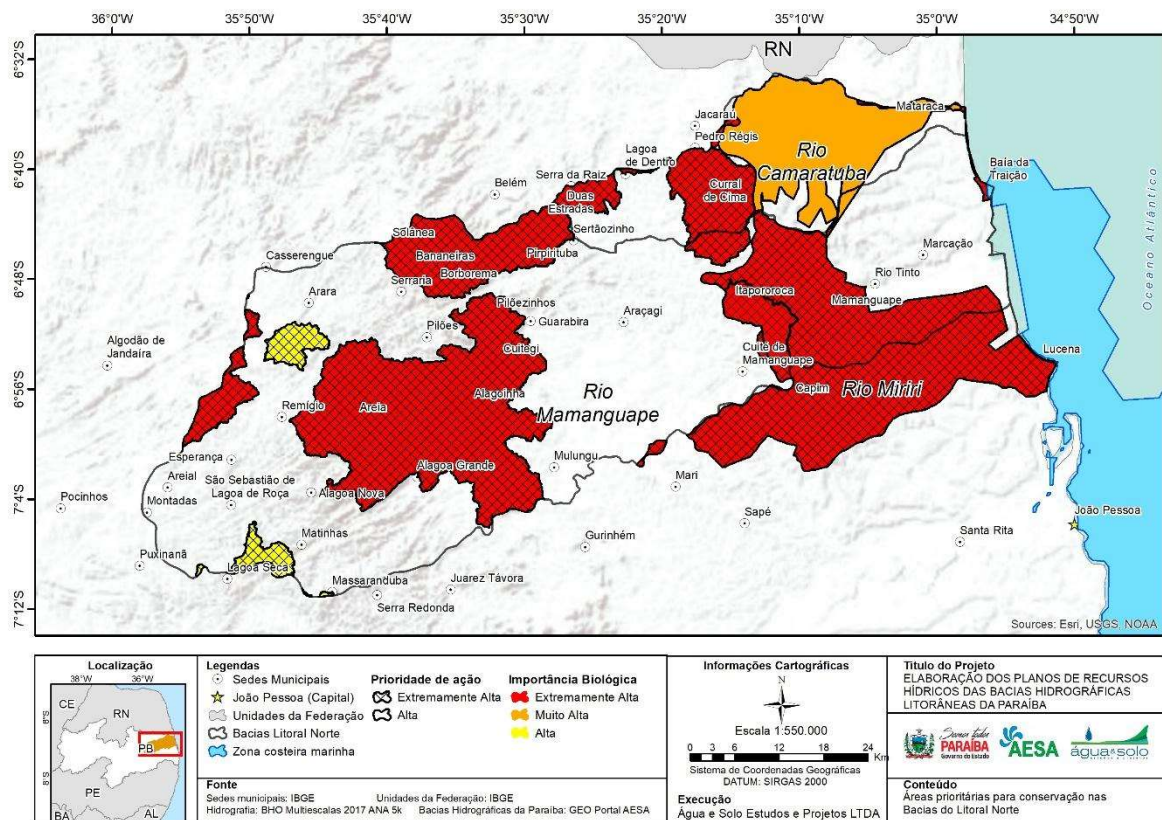 36°0'W 35°50'W 35°40'W 35°30'W 35°20'W 35°10'W 35°0'W 34°50'W
6°32'S
6°40'S
6°48'S
6°56'S
7°4'S
7°12'S
RN
Mataraca
Jacaraú
Pedro Régis
Rio
Camaratuba
Lagoa
de Dentro
Baía da
Traição
Oceano Atlântico
Serra da Raiz
Belém
Duas
Estradas
Curral
de Cima
Solânea
Sertãozinho
Marcação
Casserengue
Bananeiras
Pirpirituba
Borborema
Rio Tinto
Serraria
Itapororoca
Mamanguape
Arara
Pilõezinhos
Araçagi
Guarabira
Pilões
Algodão de
Jandaíra
Cuitegi
Cuité de
Mamanguape
Lucena
Capim
Rio Miriri
Alagoinha
Rio
Mamanguape
Areia
Remígio
Esperança
Alagoa Grande
Mulungu
Areial
São Sebastião de
Lagoa de Roça
Alagoa Nova
Mari
Pocinhos
Montadas
Sapé
João Pessoa
Matinhas
Gurinhém
Santa Rita
Puxinanã
Lagoa Seca
Massaranduba
Juarez Távora
Serra Redonda
Sources: Esri, USGS, NOAA
Localização
38°W 36°W
8°S
8°S
CE
RN
PB
PE
BA
AL
Legendas
Sedes Municipais
João Pessoa (Capital)
Unidades da Federação
Bacias Litoral Norte
Zona costeira marinha
Prioridade de ação
Extremamente Alta
Alta
Importância Biológica
Extremamente Alta
Muito Alta
Alta
Fonte
Sedes municipais: IBGE Unidades da Federação: IBGE
Hidrografia: BHO Multiescalas 2017 ANA 5k Bacias Hidrográficas da Paraíba: GEO Portal AESA
Informações Cartográficas
N
Escala 1:550.000
0 3 6 12 18 24
Km
Sistema de Coordenadas Geográficas
DATUM: SIRGAS 2000
Execução
Água e Solo Estudos e Projetos LTDA
Titulo do Projeto
ELABORAÇÃO DOS PLANOS DE RECURSOS
HÍDRICOS DAS BACIAS HIDROGRÁFICAS
LITORÂNEAS DA PARAÍBA
Somos todos
PARAÍBA
Governo do Estado
AESA
água&solo
Conteúdo
Áreas prioritárias para conservação nas
Bacias do Litoral Norte